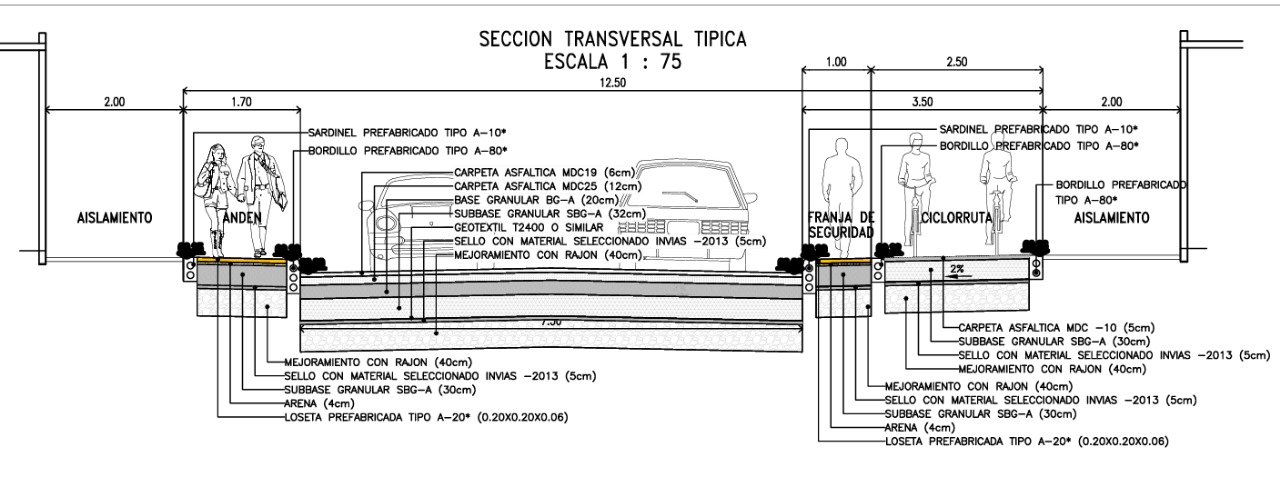 SECCION TRANSVERSAL TIPICA
ESCALA 1 : 75
1.00
2.50
12.50
2.00
1.70
3.50
2.00
SARDINEL PREFABRICADO TIPO A-10*
BORDILLO PREFABRICADO TIPO A-80*
SARDINEL PREFABRICADO TIPO A-10*
BORDILLO PREFABRICADO TIPO A-80*
CARPETA ASFALTICA MDC19 (6cm)
CARPETA ASFALTICA MDC25 (12cm)
BASE GRANULAR BG-A (20cm)
SUBBASE GRANULAR SBG-A (32cm)
GEOTEXTIL T2400 O SIMILAR
SELLO CON MATERIAL SELECCIONADO INVIAS -2013 (5cm)
MEJORAMIENTO CON RAJON (40cm)
BORDILLO PREFABRICADO
TIPO A-80*
AISLAMIENTO
ANDEN
FRANJA DE
SEGURIDAD
CICLORRUTA
AISLAMIENTO
2%
7.50
CARPETA ASFALTICA MDC -10 (5cm)
SUBBASE GRANULAR SBG-A (30cm)
SELLO CON MATERIAL SELECCIONADO INVIAS -2013 (5cm)
MEJORAMIENTO CON RAJON (40cm)
MEJORAMIENTO CON RAJON (40cm)
SELLO CON MATERIAL SELECCIONADO INVIAS -2013 (5cm)
SUBBASE GRANULAR SBG-A (30cm)
ARENA (4cm)
LOSETA PREFABRICADA TIPO A-20* (0.20X0.20X0.06)
MEJORAMIENTO CON RAJON (40cm)
SELLO CON MATERIAL SELECCIONADO INVIAS -2013 (5cm)
SUBBASE GRANULAR SBG-A (30cm)
ARENA (4cm)
LOSETA PREFABRICADA TIPO A-20* (0.20X0.20X0.06)